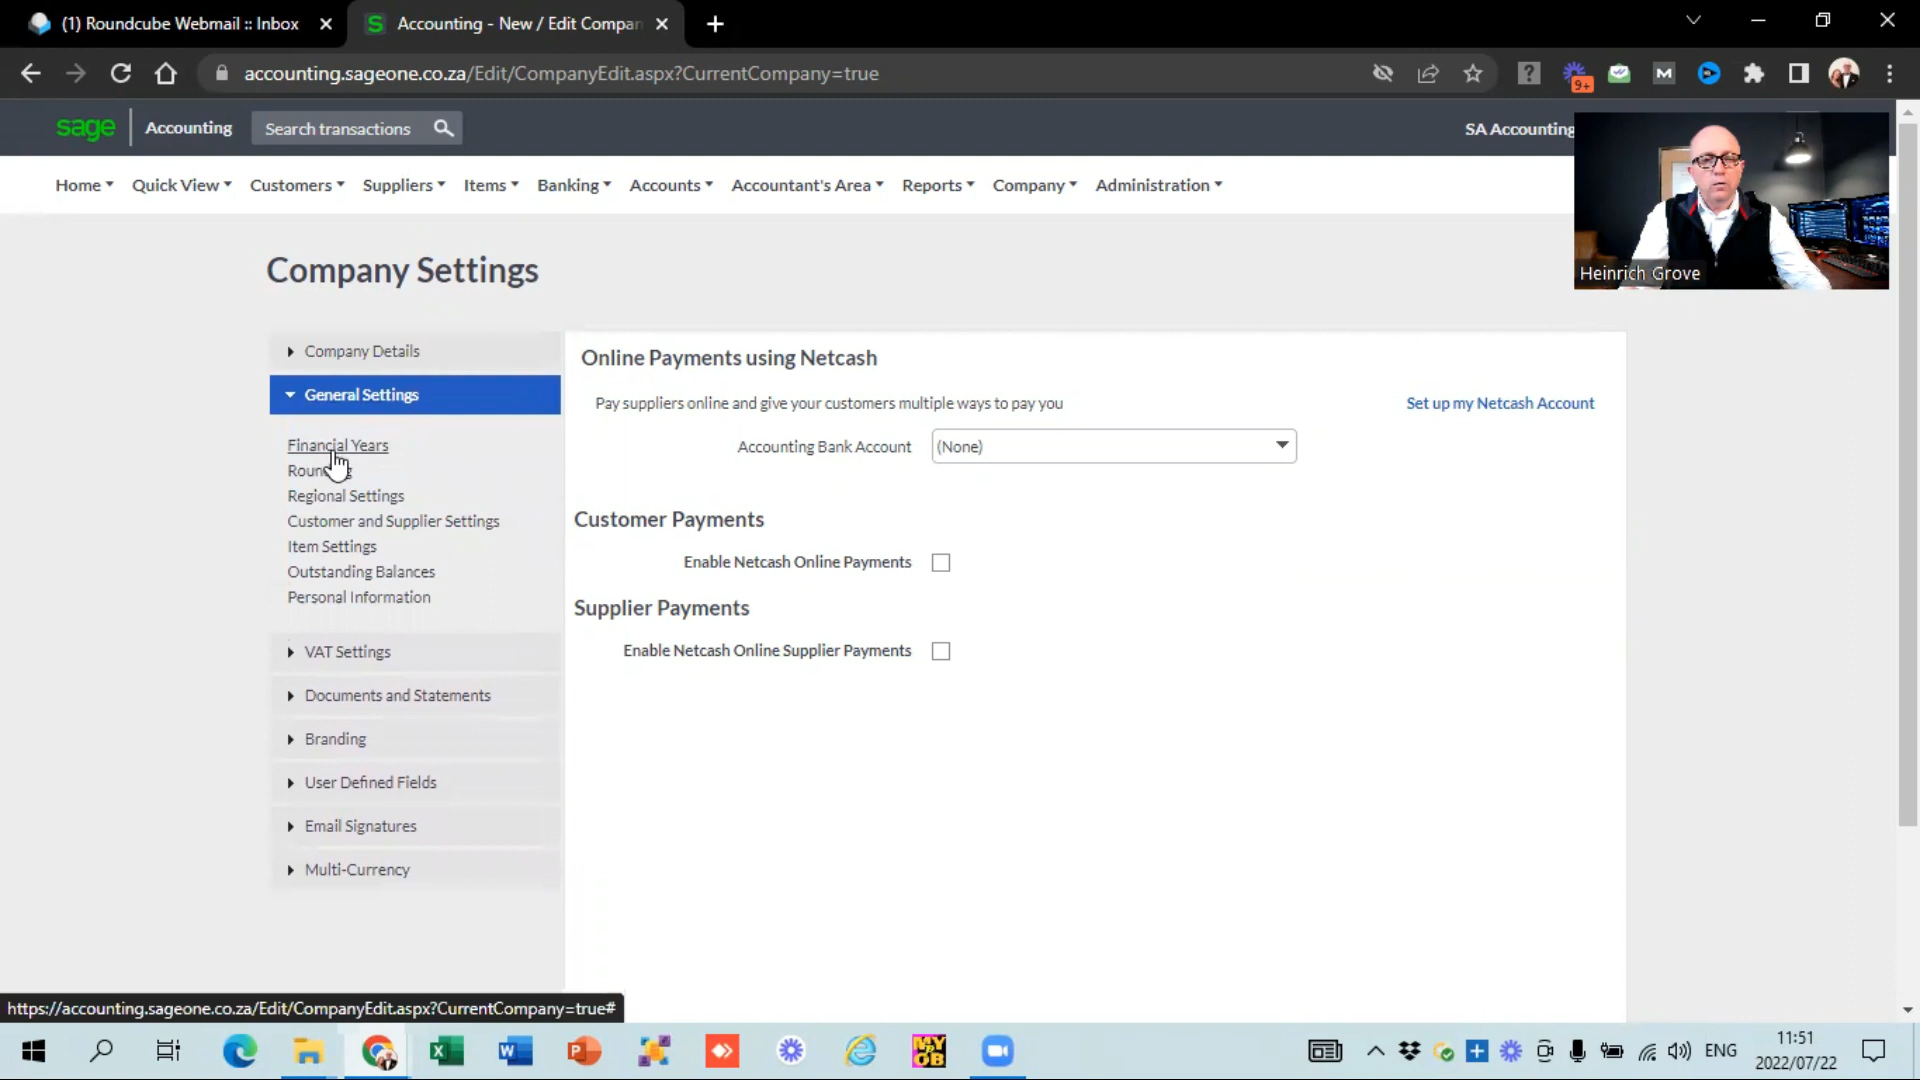 (1) Roundcube Webmail :: Inbox
Accounting - New / Edit Compan
accounting.sageone.co.za/Edit/CompanyEdit.aspx?CurrentCompany=true
9+
M
sage
Accounting
Search transactions
SA Accounting
Home
Quick View
Customers
Suppliers
Items
Banking
Accounts
Accountant's Area
Reports
Company
Administration
Heinrich Grove
Company Settings
Company Details
General Settings
Financial Years
Regional Settings
Customer and Supplier Settings
Item Settings
Outstanding Balances
Personal Information
VAT Settings
Documents and Statements
Branding
User Defined Fields
Email Signatures
Multi-Currency
Online Payments using Netcash
Pay suppliers online and give your customers multiple ways to pay you
Set up my Netcash Account
Accounting Bank Account
(None)
Customer Payments
Enable Netcash Online Payments
Supplier Payments
Enable Netcash Online Supplier Payments
https://accounting.sageone.co.za/Edit/CompanyEdit.aspx?CurrentCompany=true#
MY
OB
ENG
11:51
2022/07/22